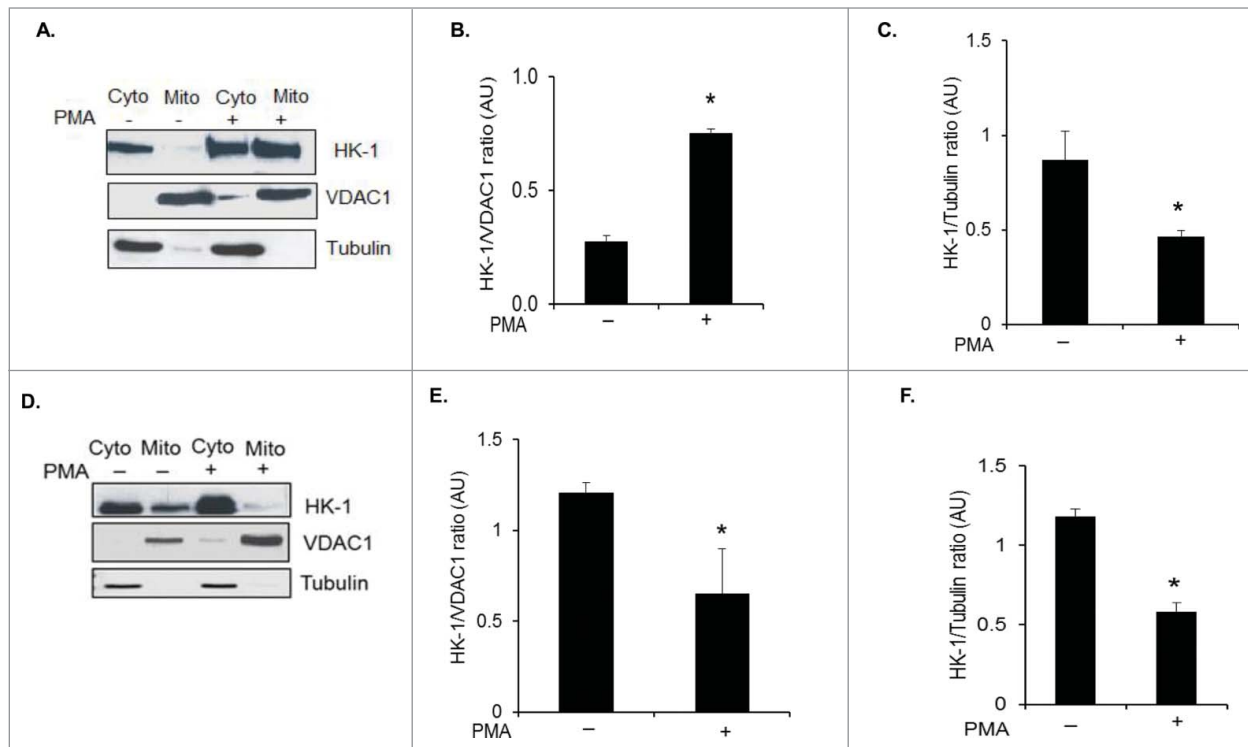 A.
Cyto Mito Cyto Mito
PMA - - + +
HK-1
VDAC1
Tubulin
B.
HK-1/VDAC1 ratio (AU)
1.0
0.5
0.0
*
PMA – +
C.
HK-1/Tubulin ratio (AU)
1.5
1
0.5
0
*
PMA – +
D.
Cyto Mito Cyto Mito
PMA – – + +
HK-1
VDAC1
Tubulin
E.
HK-1/VDAC1 ratio (AU)
1.5
1
0.5
0
*
PMA – +
F.
HK-1/Tubulin ratio (AU)
1.5
1
0.5
0
*
PMA – +